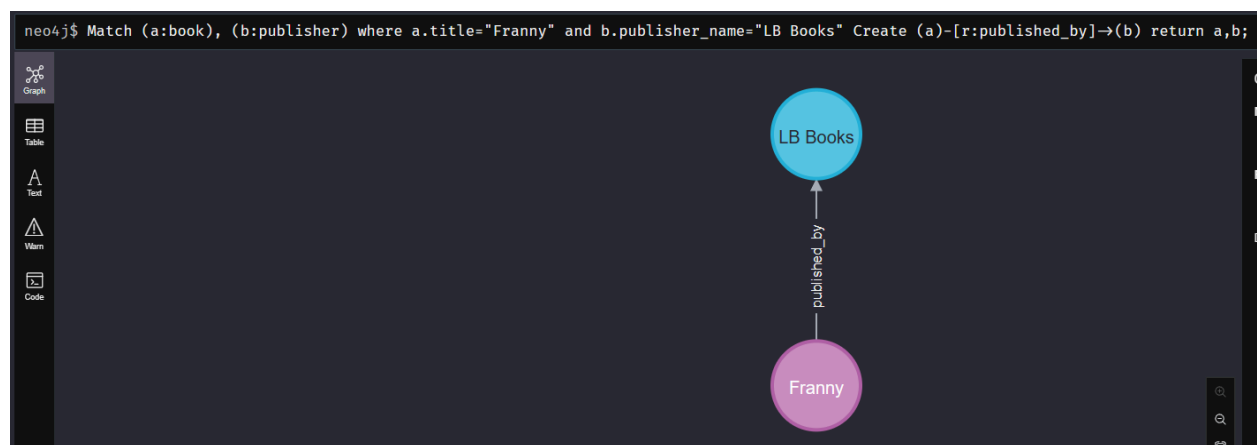 neo4j$ Match (a:book), (b:publisher) where a.title="Franny" and b.publisher_name="LB Books" Create (a)-[r:published_by]→(b) return a,b;
Graph
Table
Text
Warn
Code
LB Books
published_by
Franny